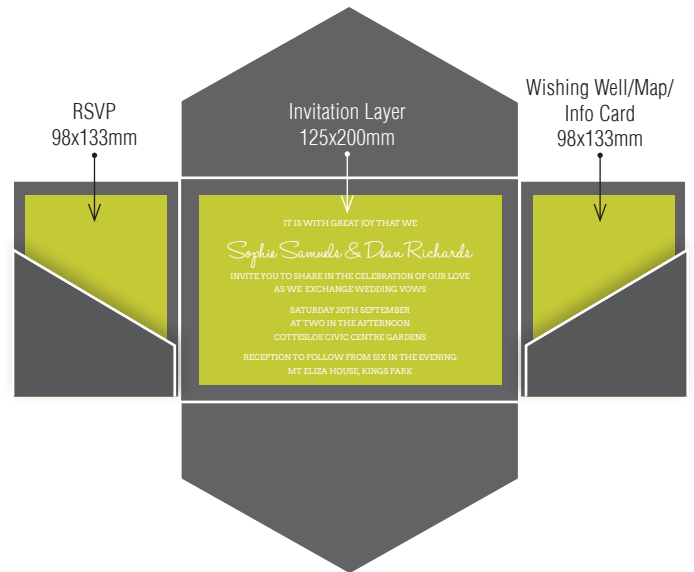 RSVP
98x133mm
Invitation Layer
125x200mm
Wishing Well/Map/
Info Card
98x133mm
IT IS WITH GREAT JOY THAT WE
Sophie Samuels & Dean Richards
INVITE YOU TO SHARE IN THE CELEBRATION OF OUR LOVE
AS WE EXCHANGE WEDDING VOWS
SATURDAY 20TH SEPTEMBER
AT TWO IN THE AFTERNOON
COTTESLOE CIVIC CENTRE GARDENS
RECEPTION TO FOLLOW FROM SIX IN THE EVENING
MT ELIZA HOUSE, KINGS PARK